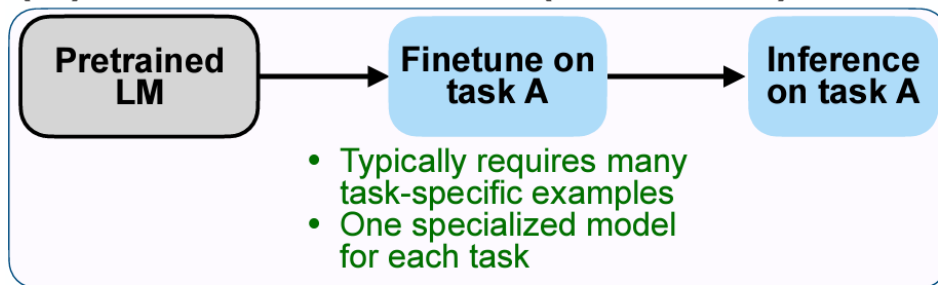 Pretrained
LM
Finetune on
task A
Inference
on task A
• Typically requires many
task-specific examples
• One specialized model
for each task